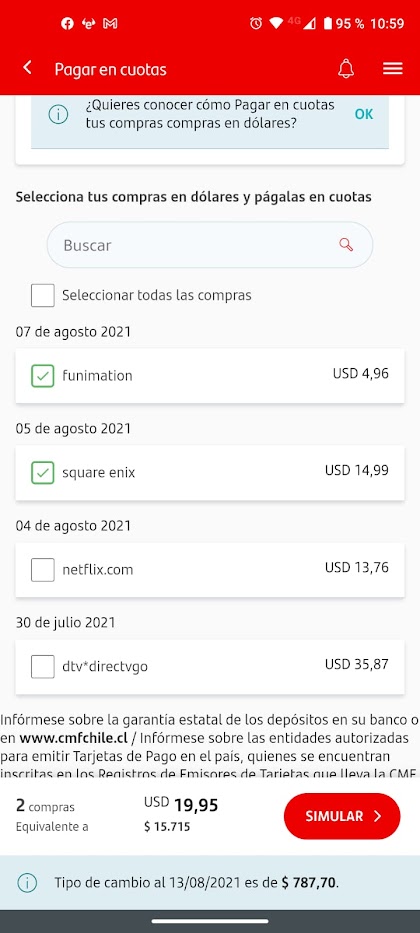 4G 95 % 10:59
Pagar en cuotas
¿Quieres conocer cómo Pagar en cuotas
tus compras compras en dólares?
OK
Selecciona tus compras en dólares y págalas en cuotas
Buscar
Seleccionar todas las compras
07 de agosto 2021
funimation USD 4,96
05 de agosto 2021
square enix USD 14,99
04 de agosto 2021
netflix.com USD 13,76
30 de julio 2021
dtv*directvgo USD 35,87
Infórmese sobre la garantía estatal de los depósitos en su banco o
en www.cmfchile.cl / Infórmese sobre las entidades autorizadas
para emitir Tarjetas de Pago en el país, quienes se encuentran
inscritas en los Registros de Emisores de Tarjetas que lleva la CMF
2 compras USD 19,95
Equivalente a $ 15.715
SIMULAR
Tipo de cambio al 13/08/2021 es de $ 787,70.